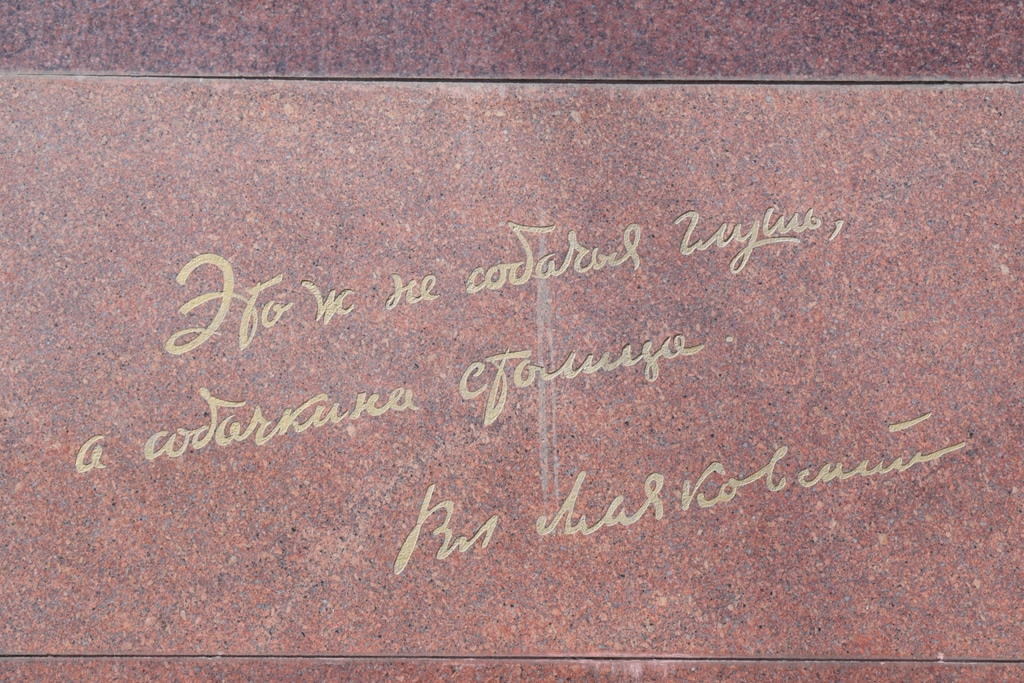 Это ж не собачья глушь,
а собачкина столица.
Вл Маяковский